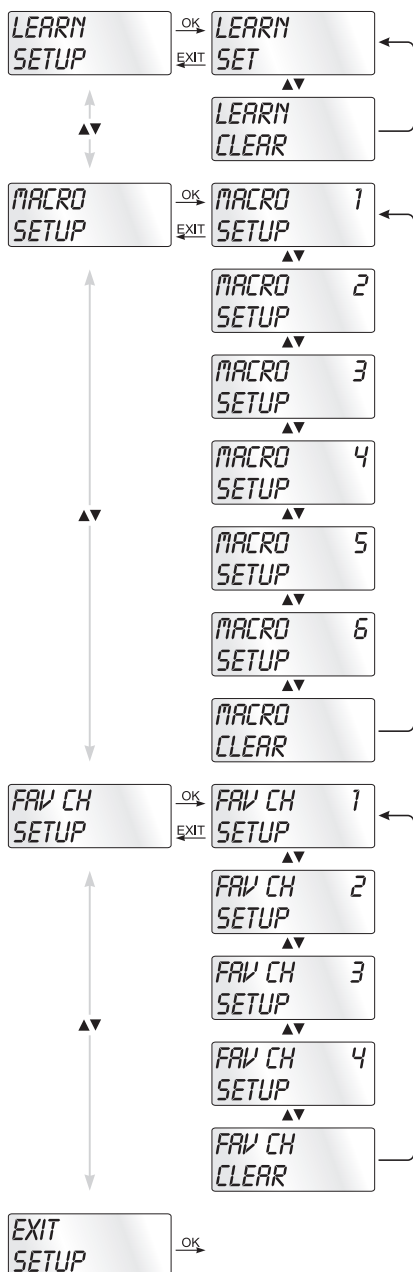 LEARN
SETUP
OK
EXIT
LEARN
SET
▲▼
▲▼
LEARN
CLEAR
MACRO
SETUP
OK
EXIT
MACRO 1
SETUP
▲▼
MACRO 2
SETUP
▲▼
MACRO 3
SETUP
▲▼
MACRO 4
SETUP
▲▼
▲▼
MACRO 5
SETUP
▲▼
MACRO 6
SETUP
▲▼
MACRO
CLEAR
FAV CH
SETUP
OK
EXIT
FAV CH 1
SETUP
▲▼
FAV CH 2
SETUP
▲▼
FAV CH 3
SETUP
▲▼
▲▼
FAV CH 4
SETUP
▲▼
FAV CH
CLEAR
EXIT
SETUP
OK